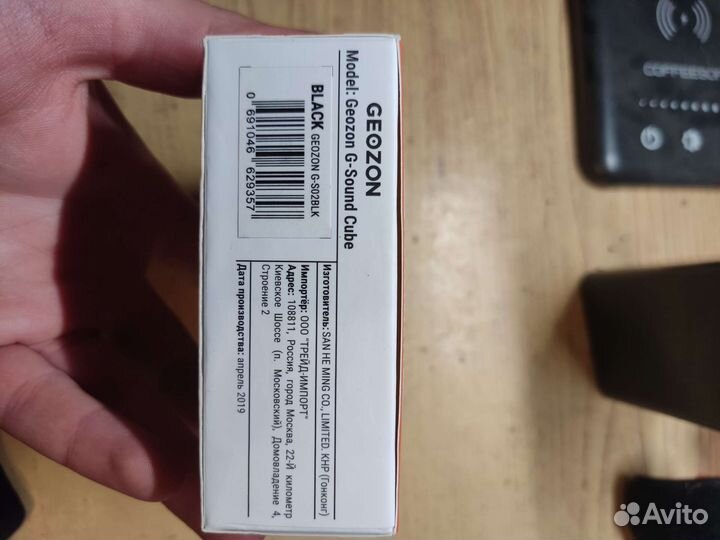 GEOZON
Model: Geozon G-Sound Cube
BLACK GEOZON G-S02BLK
0 691046 629357
Изготовитель: SAN HE MING CO., LIMITED. КНР (Гонконг)
Импортёр: ООО "ТРЕЙД-ИМПОРТ"
Адрес: 108811, Россия, город Москва, 22-Й километр
Киевское Шоссе (п. Московский), Домовладение 4,
Строение 2
Дата производства: апрель 2019
Avito